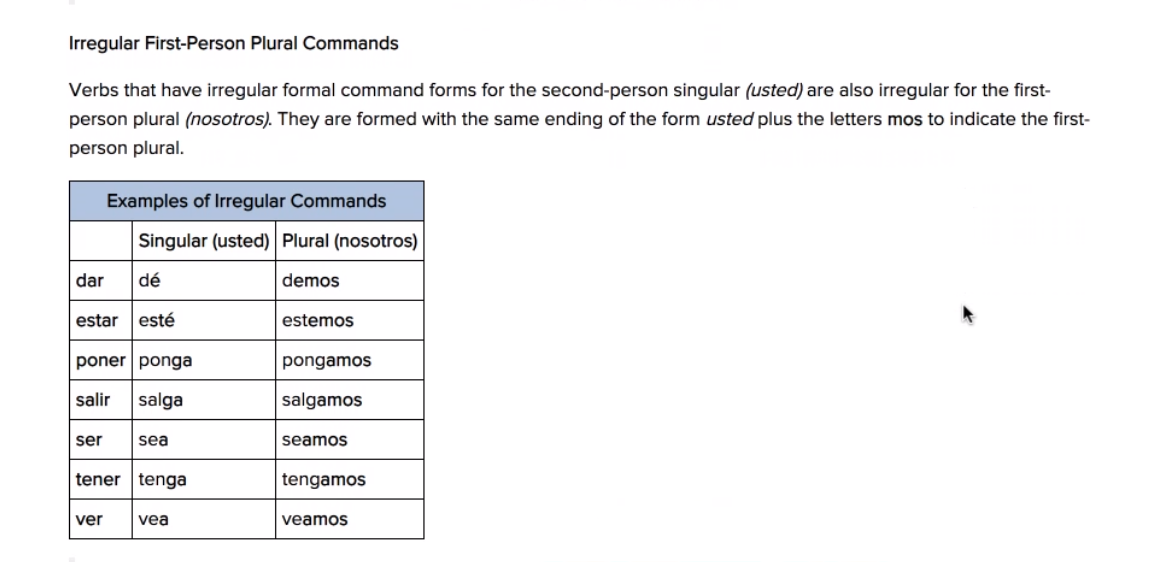 Irregular First-Person Plural Commands
Verbs that have irregular formal command forms for the second-person singular (usted) are also irregular for the first-
person plural (nosotros). They are formed with the same ending of the form usted plus the letters mos to indicate the first-
person plural.
Examples of Irregular Commands
Singular (usted) Plural (nosotros)
dar dé demos
estar esté estemos
poner ponga pongamos
salir salga salgamos
ser sea seamos
tener tenga tengamos
ver vea veamos